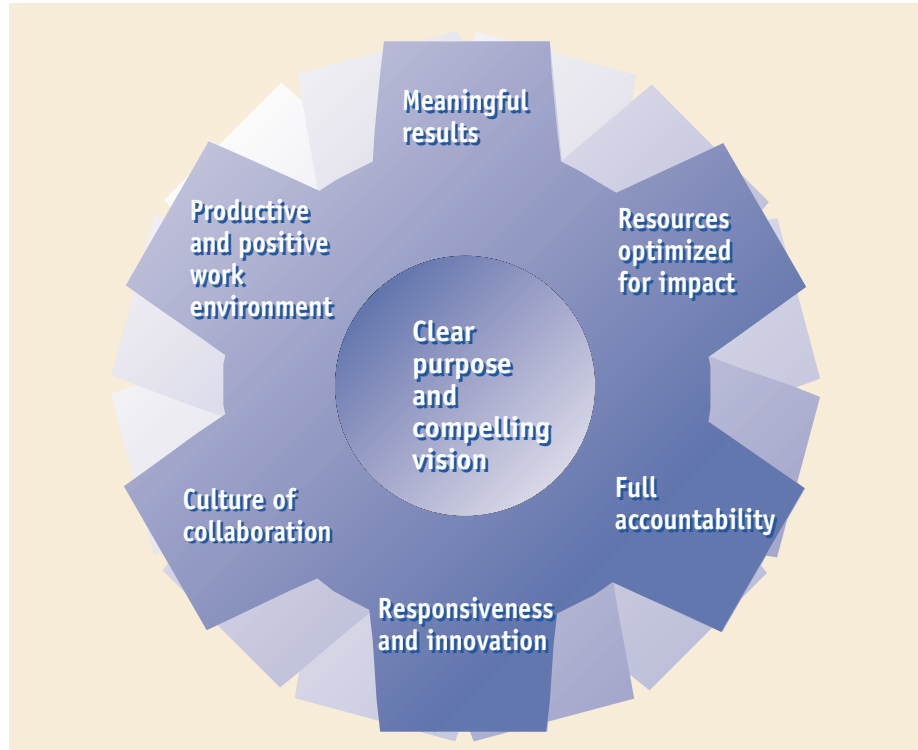 Meaningful
results
Productive
and positive
work
environment
Resources
optimized
for impact
Clear
purpose
and
compelling
vision
Culture of
collaboration
Full
accountability
Responsiveness
and innovation